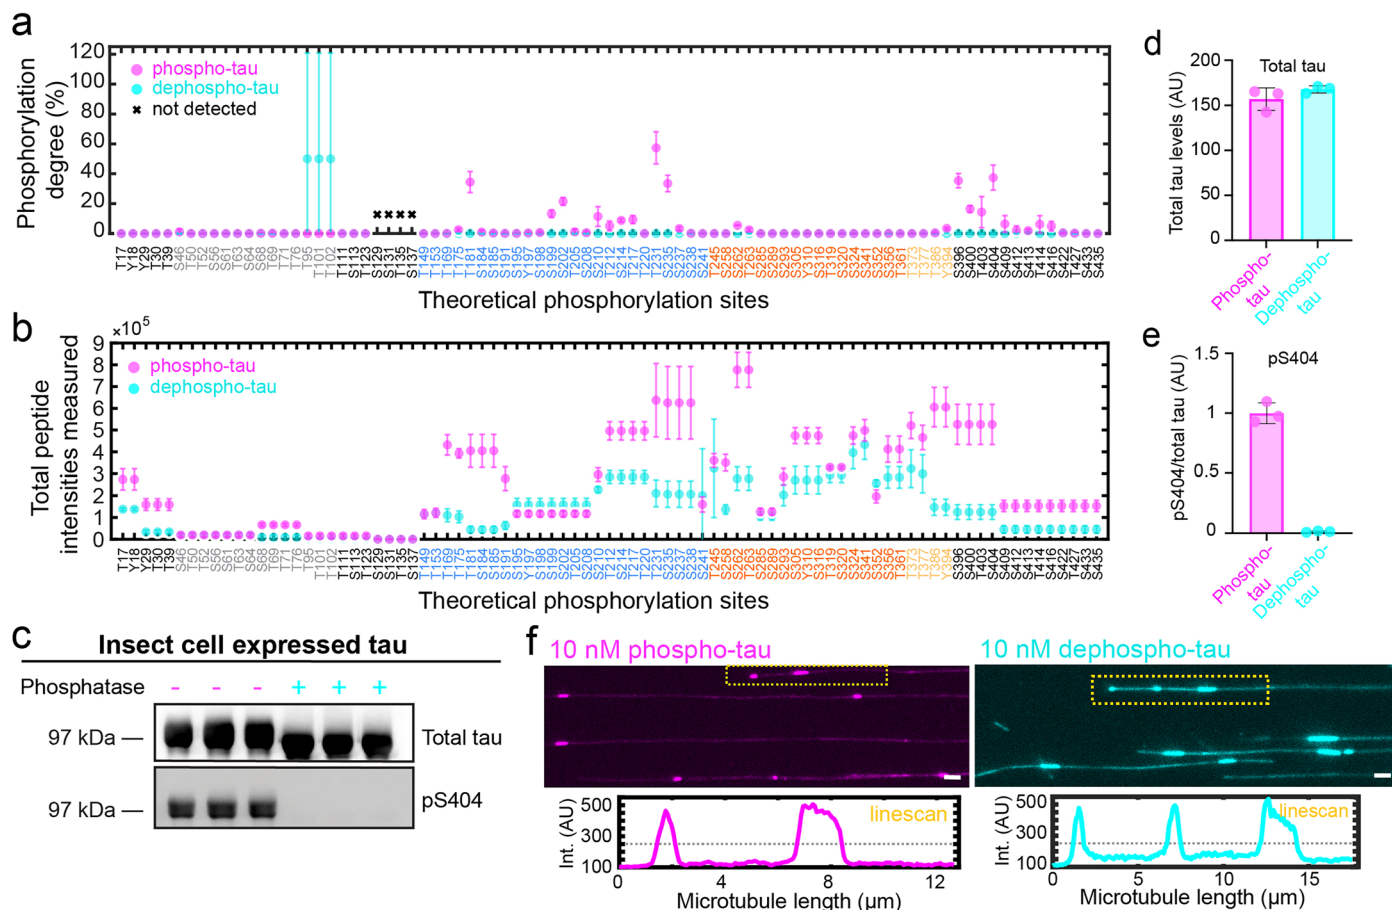 a
120
100
80
60
40
20
0
Phosphorylation
degree (%)
phospho-tau
dephospho-tau
not detected
T17 Y18 Y29 T30 T39 S46 T50 T52 S56 S61 T63 S64 S68 T69 T71 T76 T95 T101 T102 T111 S113 T123 S129 S131 T135 S137 T149 T153 T169 T175 T181 S184 S185 S191 S195 Y197 S198 S199 S202 T205 S208 S210 T212 S214 T217 T220 T231 S235 S237 S238 S241 T245 S258 S262 T263 S285 S289 S293 S305 Y310 S316 T319 S320 S324 S341 S352 S356 T361 T373 T377 T386 Y394 S396 S400 T403 S404 S409 S412 S413 T414 S416 S422 T427 S433 S435
Theoretical phosphorylation sites
b
×10⁵
9
8
7
6
5
4
3
2
1
0
Total peptide
intensities measured
phospho-tau
dephospho-tau
T17 Y18 Y29 T30 T39 S46 T50 T52 S56 S61 T63 S64 S68 T69 T71 T76 T95 T101 T102 T111 S113 T123 S129 S131 T135 S137 T149 T153 T169 T175 T181 S184 S185 S191 S195 Y197 S198 S199 S202 T205 S208 S210 T212 S214 T217 T220 T231 S235 S237 S238 S241 T245 S258 S262 T263 S285 S289 S293 S305 Y310 S316 T319 S320 S324 S341 S352 S356 T361 T373 T377 T386 Y394 S396 S400 T403 S404 S409 S412 S413 T414 S416 S422 T427 S433 S435
Theoretical phosphorylation sites
c
Insect cell expressed tau
Phosphatase - - - + + +
97 kDa
Total tau
97 kDa
pS404
d
200
150
100
50
0
Total tau levels (AU)
Total tau
Phospho-
tau
Dephospho-
tau
e
1.5
1
0.5
0
pS404/total tau (AU)
pS404
Phospho-
tau
Dephospho-
tau
f
10 nM phospho-tau
500
300
100
Int. (AU)
linescan
0 4 8 12
Microtubule length (µm)
10 nM dephospho-tau
500
300
100
Int. (AU)
linescan
0 5 10 15
Microtubule length (µm)